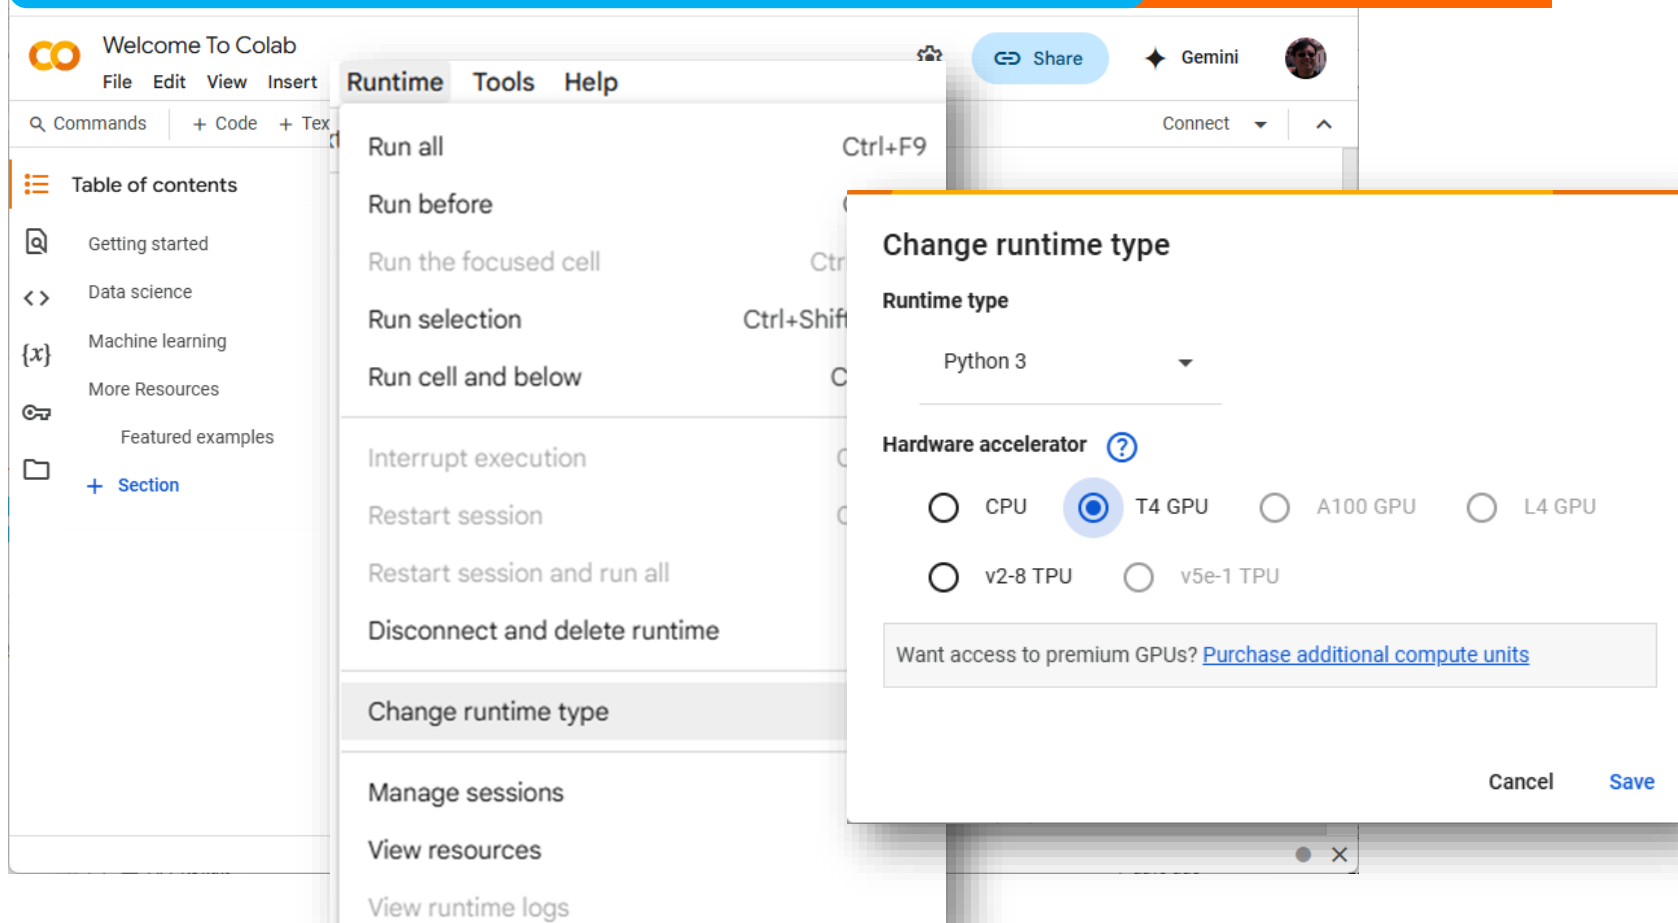 Welcome To Colab
File Edit View Insert Runtime Tools Help
Share
Gemini
Commands + Code + Tex
Connect
Table of contents
Getting started
Data science
{x}
Machine learning
More Resources
Featured examples
+ Section
Run all Ctrl+F9
Run before
Run the focused cell Ctr
Run selection Ctrl+Shift
Run cell and below C
Interrupt execution
Restart session
Restart session and run all
Disconnect and delete runtime
Change runtime type
Manage sessions
View resources
View runtime logs
Change runtime type
Runtime type
Python 3
Hardware accelerator ?
CPU T4 GPU A100 GPU L4 GPU
v2-8 TPU v5e-1 TPU
Want access to premium GPUs? Purchase additional compute units
Cancel Save